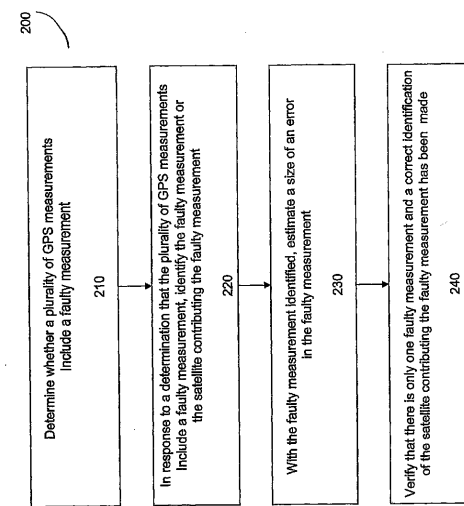 200
Determine whether a plurality of GPS measurements
Include a faulty measurement
210
In response to a determination that the plurality of GPS measurements
Include a faulty measurement, identify the faulty measurement or
the satellite contributing the faulty measurement
220
With the faulty measurement identified, estimate a size of an error
in the faulty measurement
230
Verify that there is only one faulty measurement and a correct identification
of the satellite contributing the faulty measurement has been made
240